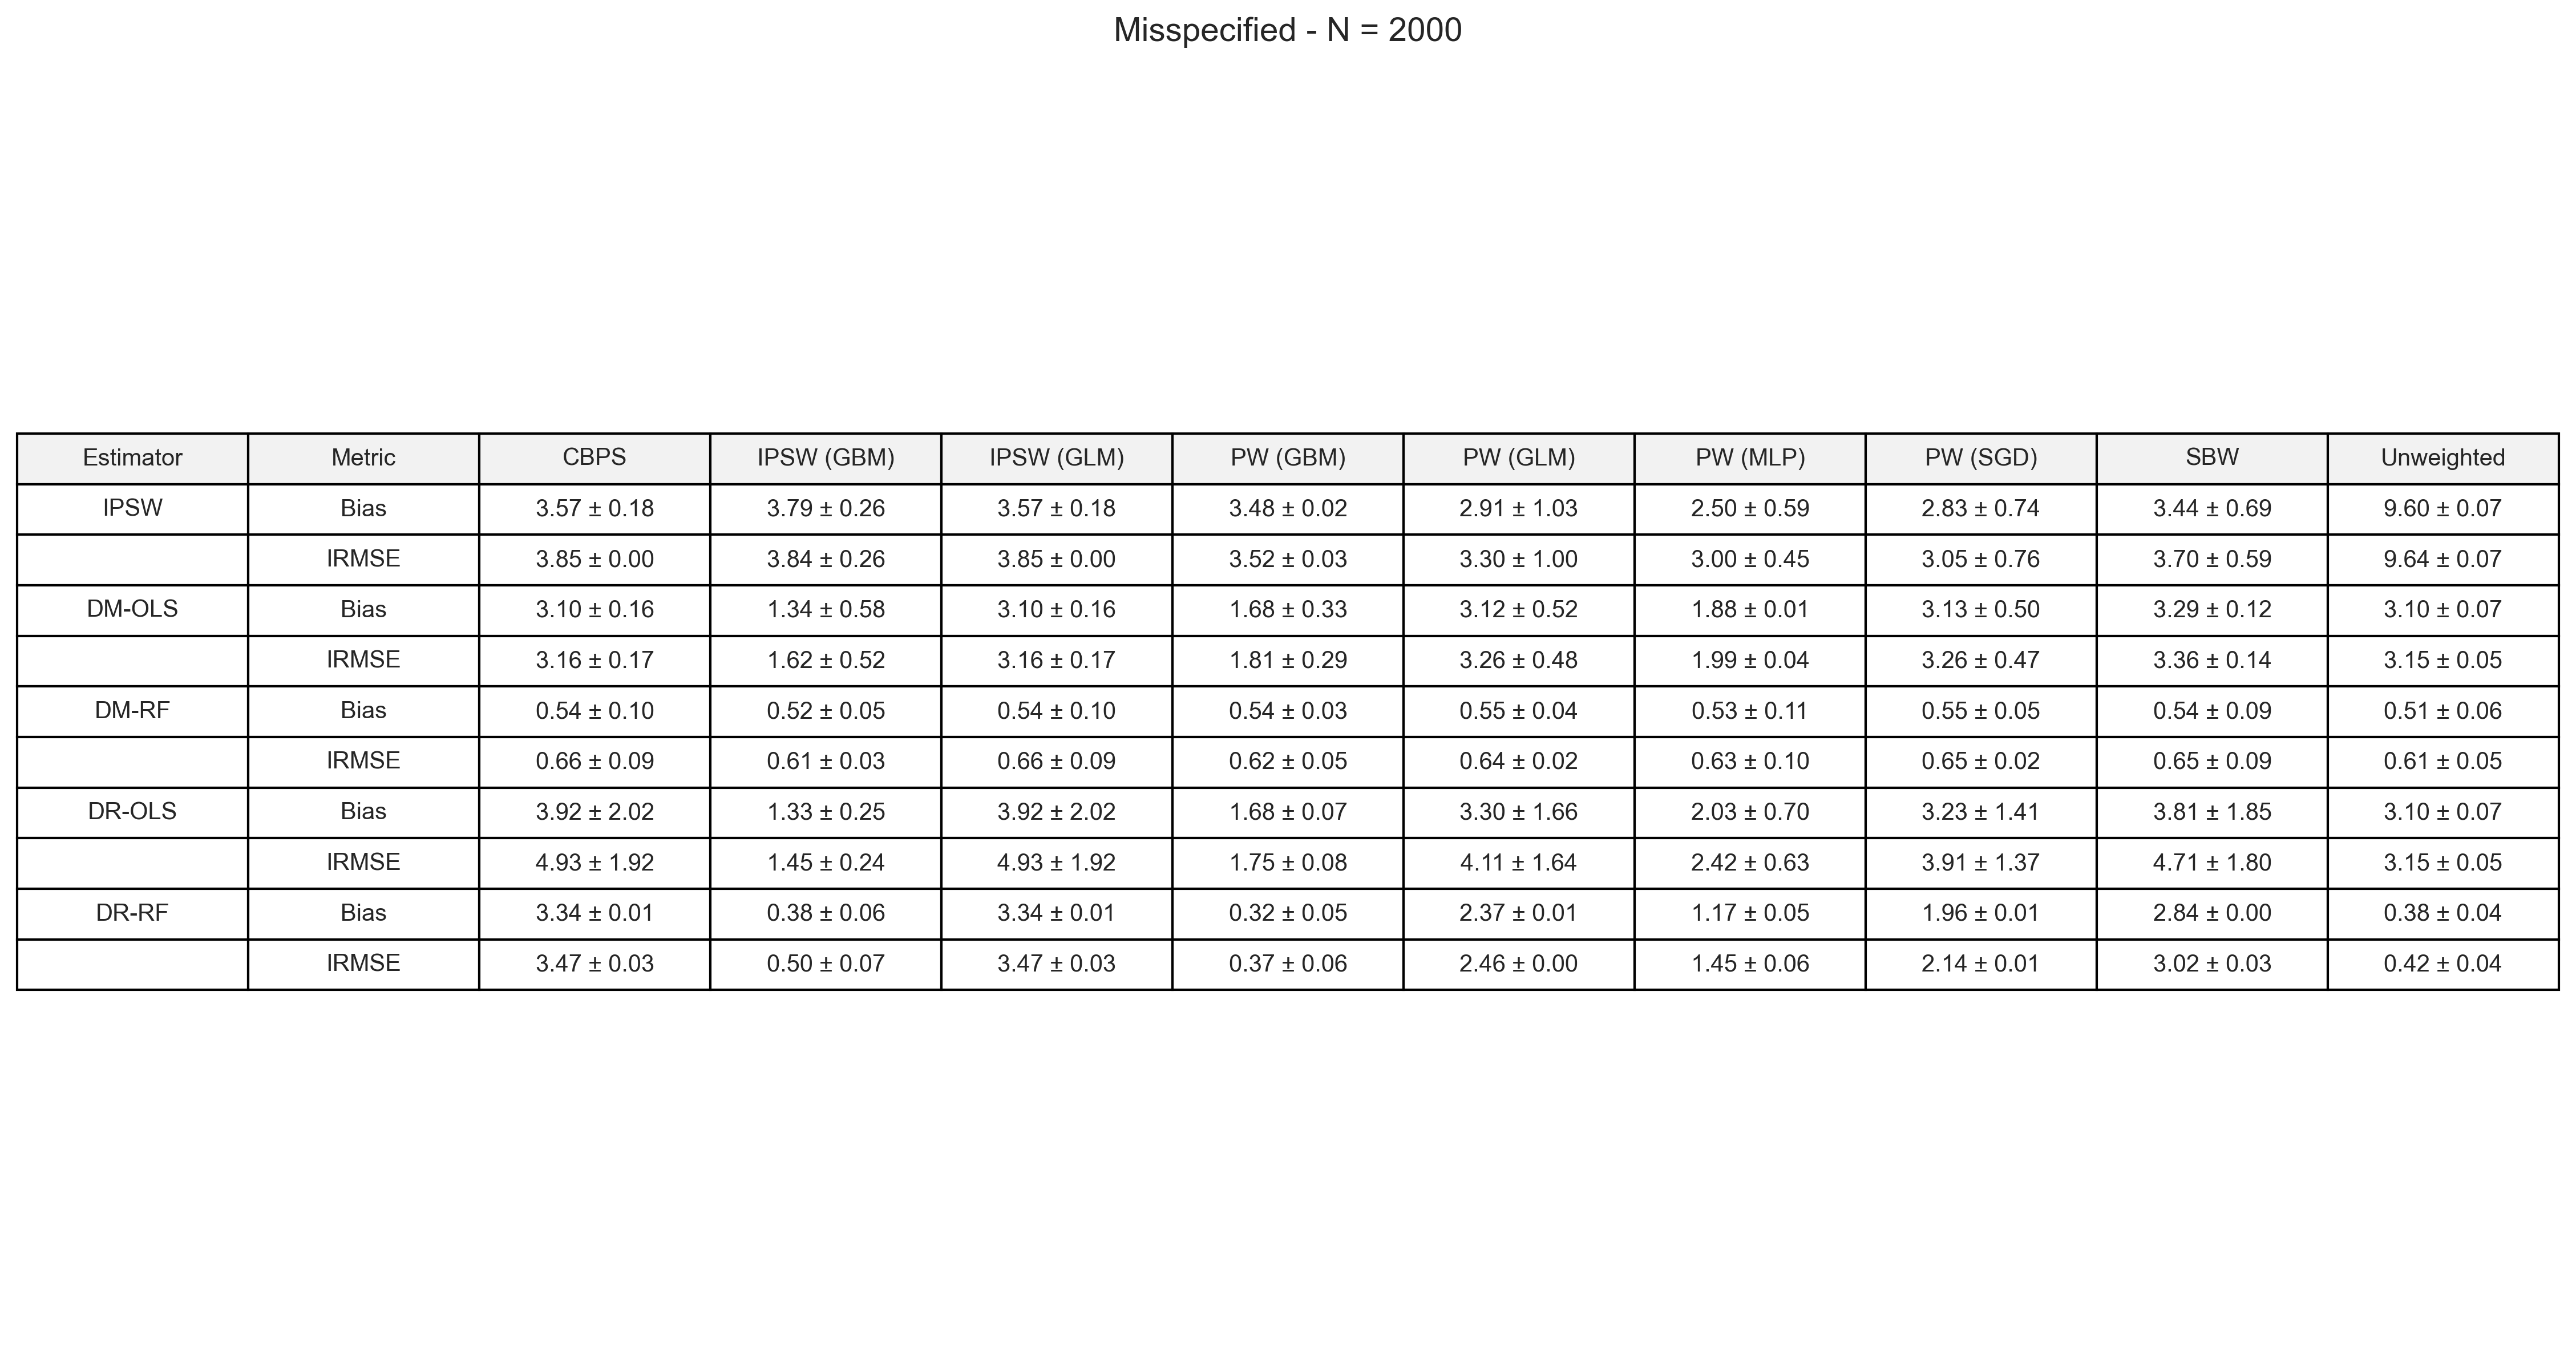 Misspecified - N = 2000
Estimator Metric CBPS IPSW (GBM) IPSW (GLM) PW (GBM) PW (GLM) PW (MLP) PW (SGD) SBW Unweighted
IPSW Bias 3.57 ± 0.18 3.79 ± 0.26 3.57 ± 0.18 3.48 ± 0.02 2.91 ± 1.03 2.50 ± 0.59 2.83 ± 0.74 3.44 ± 0.69 9.60 ± 0.07
IRMSE 3.85 ± 0.00 3.84 ± 0.26 3.85 ± 0.00 3.52 ± 0.03 3.30 ± 1.00 3.00 ± 0.45 3.05 ± 0.76 3.70 ± 0.59 9.64 ± 0.07
DM-OLS Bias 3.10 ± 0.16 1.34 ± 0.58 3.10 ± 0.16 1.68 ± 0.33 3.12 ± 0.52 1.88 ± 0.01 3.13 ± 0.50 3.29 ± 0.12 3.10 ± 0.07
IRMSE 3.16 ± 0.17 1.62 ± 0.52 3.16 ± 0.17 1.81 ± 0.29 3.26 ± 0.48 1.99 ± 0.04 3.26 ± 0.47 3.36 ± 0.14 3.15 ± 0.05
DM-RF Bias 0.54 ± 0.10 0.52 ± 0.05 0.54 ± 0.10 0.54 ± 0.03 0.55 ± 0.04 0.53 ± 0.11 0.55 ± 0.05 0.54 ± 0.09 0.51 ± 0.06
IRMSE 0.66 ± 0.09 0.61 ± 0.03 0.66 ± 0.09 0.62 ± 0.05 0.64 ± 0.02 0.63 ± 0.10 0.65 ± 0.02 0.65 ± 0.09 0.61 ± 0.05
DR-OLS Bias 3.92 ± 2.02 1.33 ± 0.25 3.92 ± 2.02 1.68 ± 0.07 3.30 ± 1.66 2.03 ± 0.70 3.23 ± 1.41 3.81 ± 1.85 3.10 ± 0.07
IRMSE 4.93 ± 1.92 1.45 ± 0.24 4.93 ± 1.92 1.75 ± 0.08 4.11 ± 1.64 2.42 ± 0.63 3.91 ± 1.37 4.71 ± 1.80 3.15 ± 0.05
DR-RF Bias 3.34 ± 0.01 0.38 ± 0.06 3.34 ± 0.01 0.32 ± 0.05 2.37 ± 0.01 1.17 ± 0.05 1.96 ± 0.01 2.84 ± 0.00 0.38 ± 0.04
IRMSE 3.47 ± 0.03 0.50 ± 0.07 3.47 ± 0.03 0.37 ± 0.06 2.46 ± 0.00 1.45 ± 0.06 2.14 ± 0.01 3.02 ± 0.03 0.42 ± 0.04